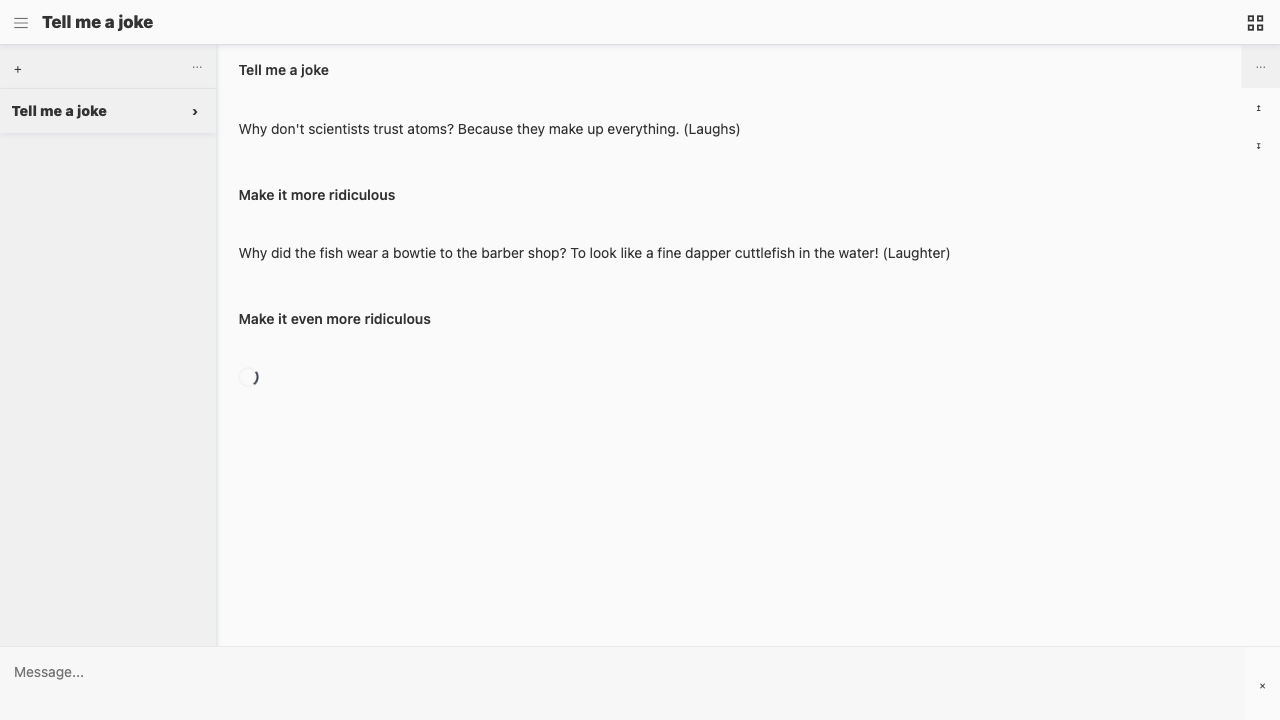 Tell me a joke
+
...
Tell me a joke
›
Tell me a joke
...
Why don't scientists trust atoms? Because they make up everything. (Laughs)
Make it more ridiculous
Why did the fish wear a bowtie to the barber shop? To look like a fine dapper cuttlefish in the water! (Laughter)
Make it even more ridiculous
Message...
×